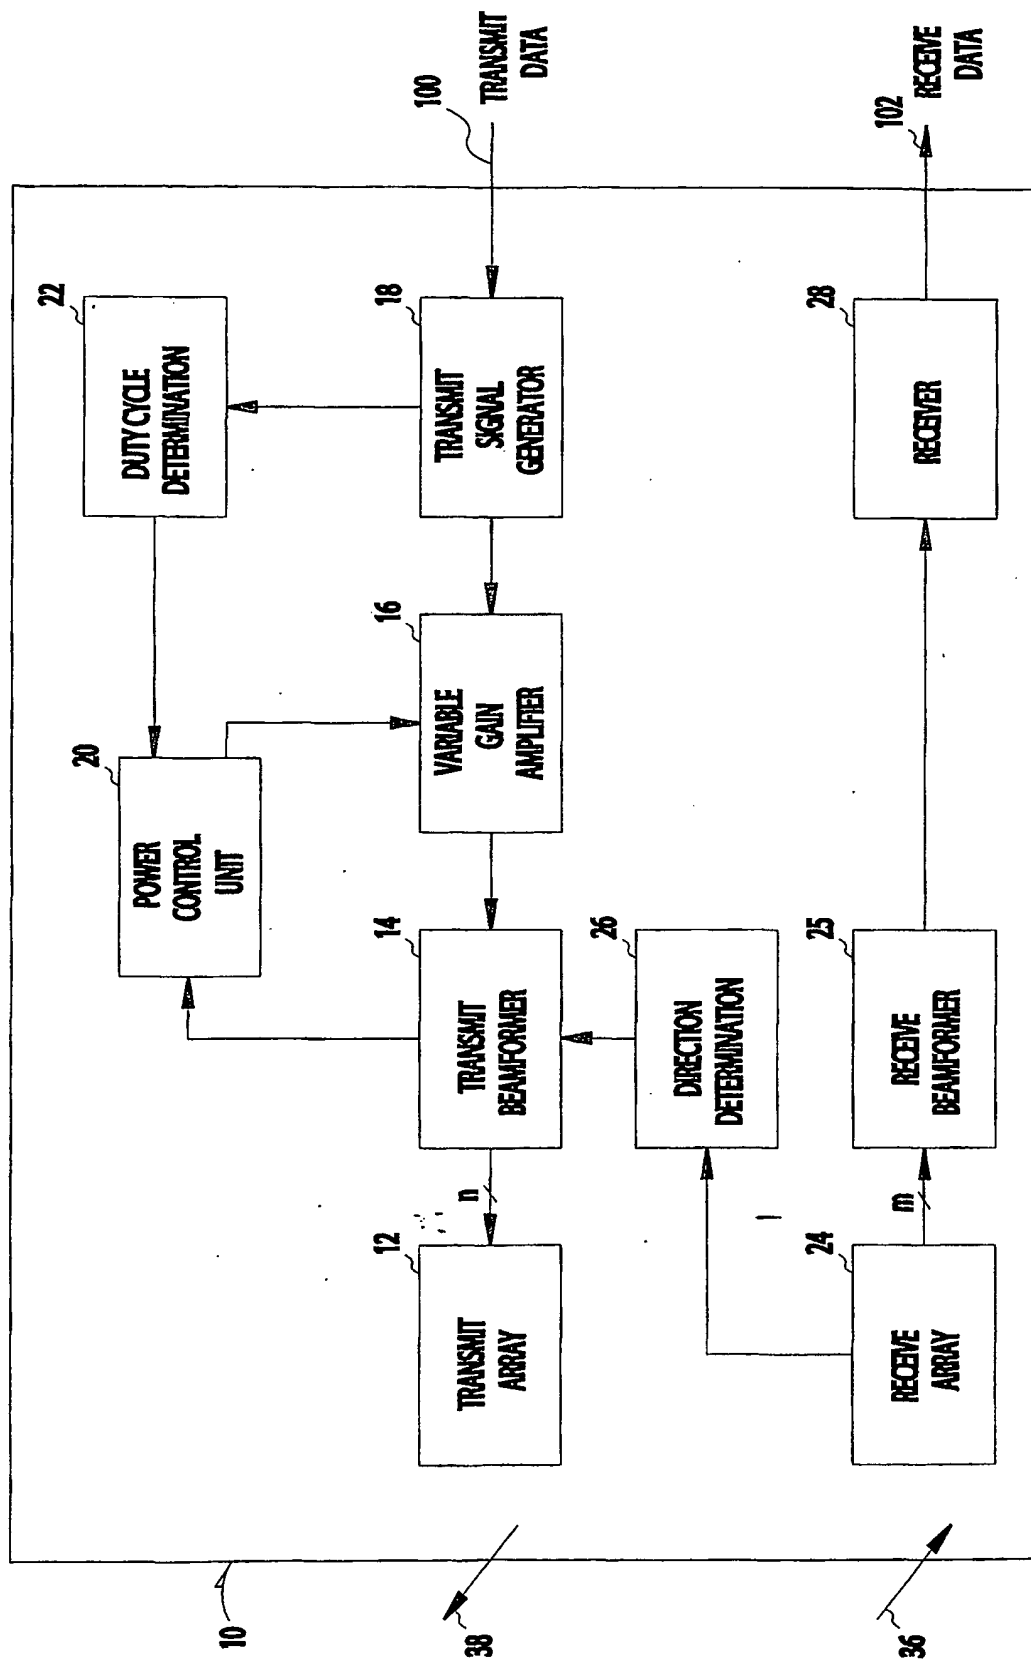 10
22
DUTY CYCLE
DETERMINATION
20
POWER
CONTROL
UNIT
12
TRANSMIT
ARRAY
n
14
TRANSMIT
BEAMFORMER
16
VARIABLE
GAIN
AMPLIFIER
18
TRANSMIT
SIGNAL
GENERATOR
100
TRANSMIT
DATA
38
26
DIRECTION
DETERMINATION
36
24
RECEIVE
ARRAY
m
25
RECEIVE
BEAMFORMER
28
RECEIVER
102
RECEIVE
DATA